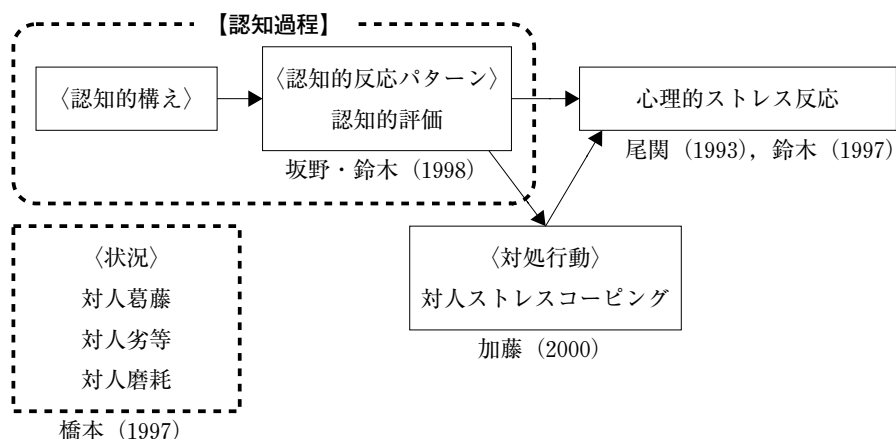 【認知過程】
〈認知的構え〉
〈認知的反応パターン〉
認知的評価
坂野・鈴木（1998）
心理的ストレス反応
尾関（1993），鈴木（1997）
〈対処行動〉
対人ストレスコーピング
加藤（2000）
〈状況〉
対人葛藤
対人劣等
対人磨耗
橋本（1997）